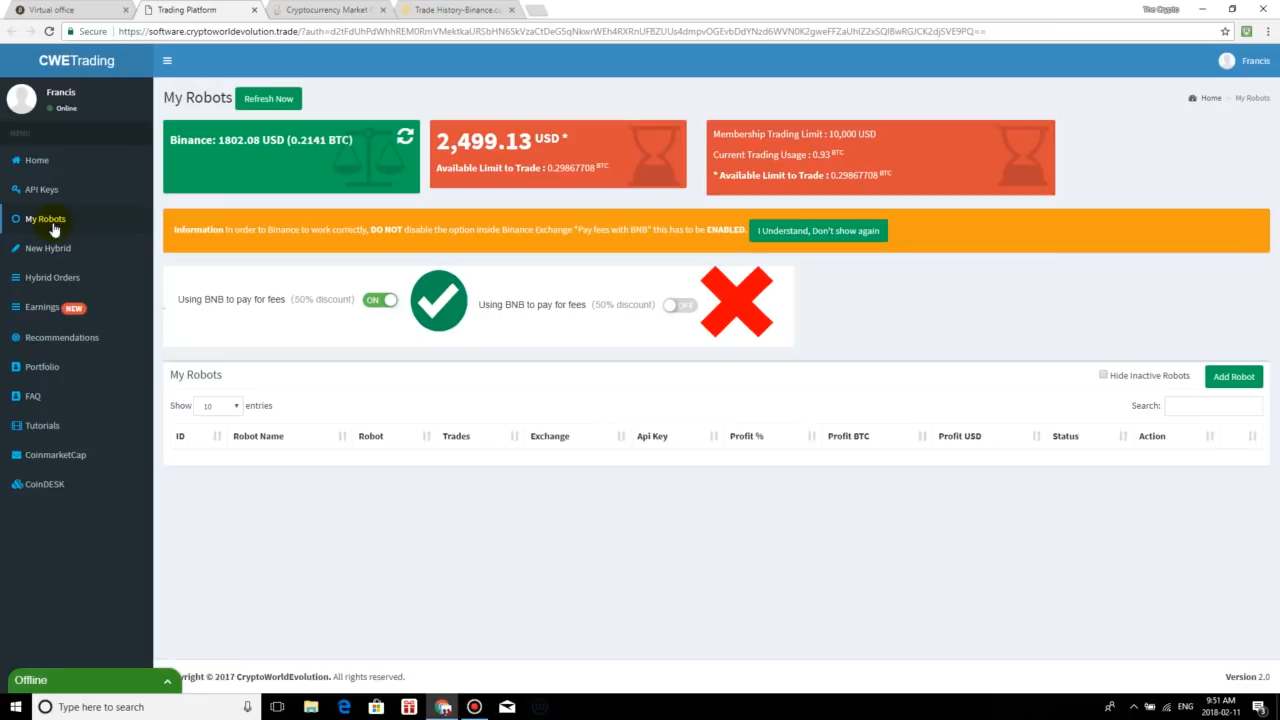 Virtual office
Trading Platform
Cryptocurrency Market C
Trade History-Binance.c
The Crypto
Secure
CWETrading
Francis
Francis
Online
MENU
Home
API Keys
My Robots
New Hybrid
Hybrid Orders
Earnings NEW
Recommendations
Portfolio
FAQ
Tutorials
CoinmarketCap
CoinDESK
My Robots Refresh Now
Home > My Robots
Binance: 1802.08 USD (0.2141 BTC)
2,499.13 USD *
Available Limit to Trade : 0.29867708 BTC
Membership Trading Limit : 10,000 USD
Current Trading Usage : 0.93 BTC
* Available Limit to Trade : 0.29867708 BTC
Information In order to Binance to work correctly, DO NOT disable the option inside Binance Exchange "Pay fees with BNB" this has to be ENABLED. I Understand, Don't show again
Using BNB to pay for fees (50% discount) ON
Using BNB to pay for fees (50% discount) OFF
My Robots
Hide Inactive Robots Add Robot
Show 10 entries
Search:
ID Robot Name Robot Trades Exchange Api Key Profit % Profit BTC Profit USD Status Action
Offline
right © 2017 CryptoWorldEvolution. All rights reserved.
Version 2.0
Type here to search
ENG
9:51 AM
2018-02-11
3